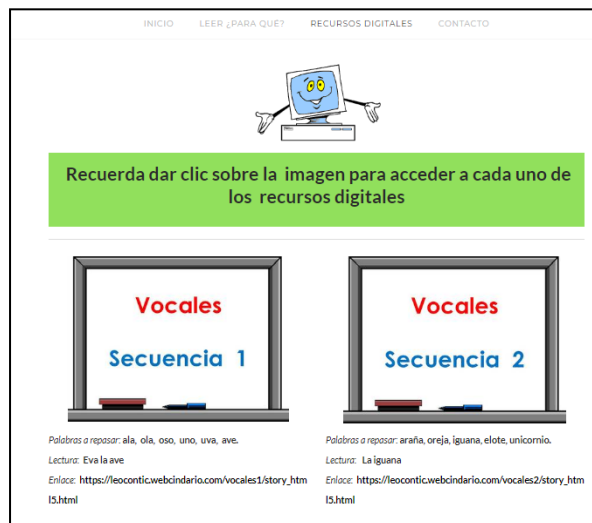 INICIO LEER ¿PARA QUÉ? RECURSOS DIGITALES CONTACTO
Recuerda dar clic sobre la imagen para acceder a cada uno de
los recursos digitales
Vocales
Secuencia 1
Palabras a repasar: ala, ola, oso, uno, uva, ave.
Lectura: Eva la ave
Enlace: https://leocontic.webcindario.com/vocales1/story_htm
l5.html
Vocales
Secuencia 2
Palabras a repasar: araña, oreja, iguana, elote, unicornio.
Lectura: La iguana
Enlace: https://leocontic.webcindario.com/vocales2/story_htm
l5.html